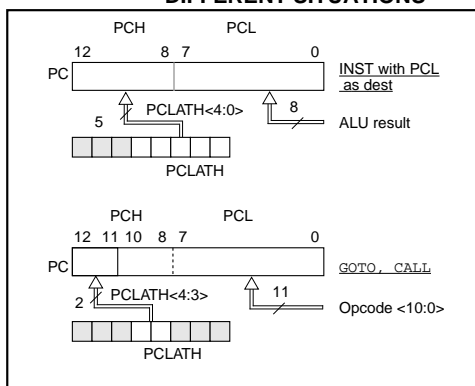 DIFFERENT SITUATIONS
PCH PCL
12 8 7 0
PC
INST with PCL
as dest
PCLATH<4:0>
5
8
ALU result
PCLATH
PCH PCL
12 11 10 8 7 0
PC
GOTO, CALL
PCLATH<4:3>
2
11
Opcode <10:0>
PCLATH